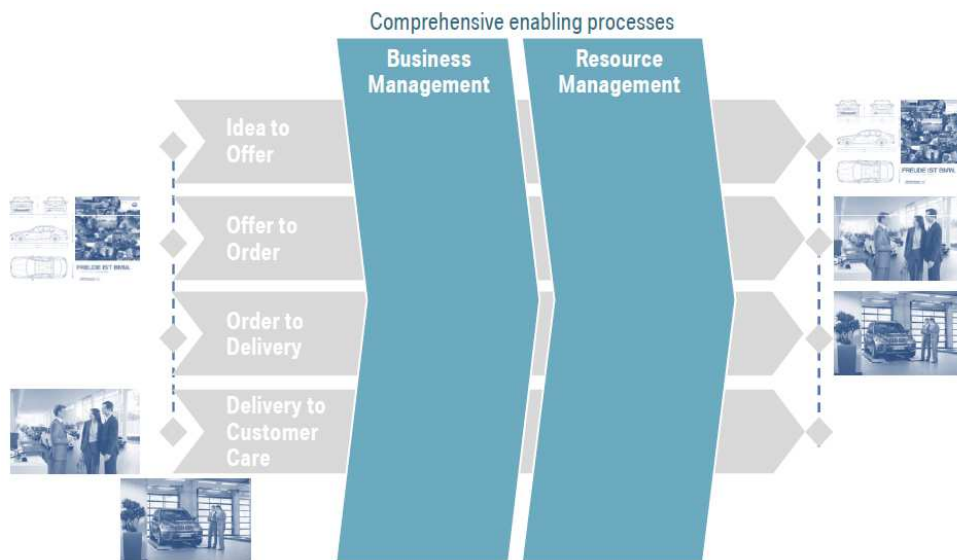 Comprehensive enabling processes
Business
Management
Resource
Management
Idea to
Offer
Offer to
Order
Order to
Delivery
Delivery to
Customer
Care
FREUDE IST BMW.
FREUDE IST BMW.